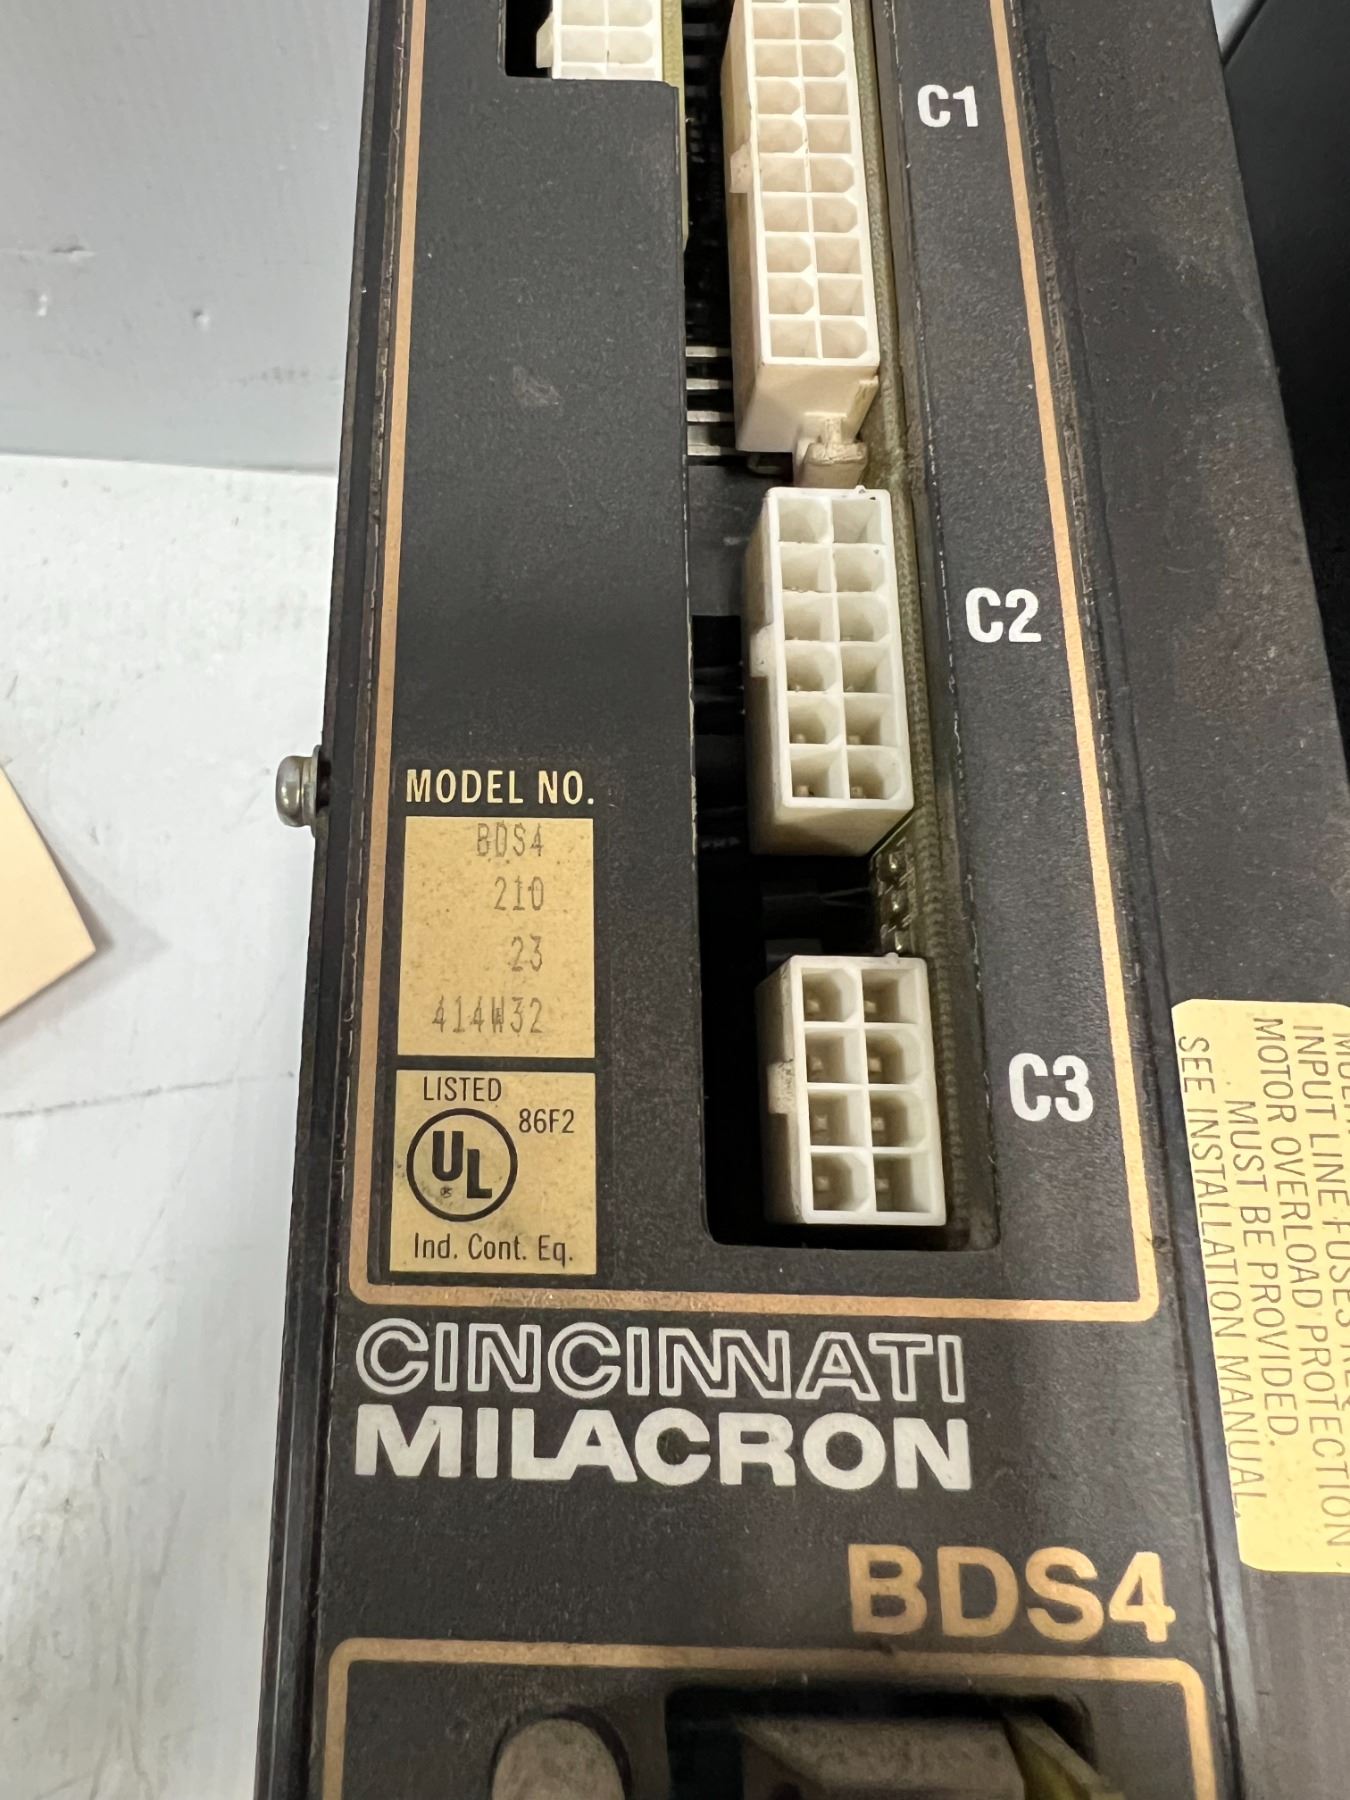 C1
C2
MODEL NO.
BDS4
210
23
414W32
LISTED
86F2
UL
®
Ind. Cont. Eq.
C3
INPUT LINE FUSES
MOTOR OVERLOAD PROTECTION
MUST BE PROVIDED.
SEE INSTALLATION MANUAL.
CINCINNATI
MILACRON
BDS4